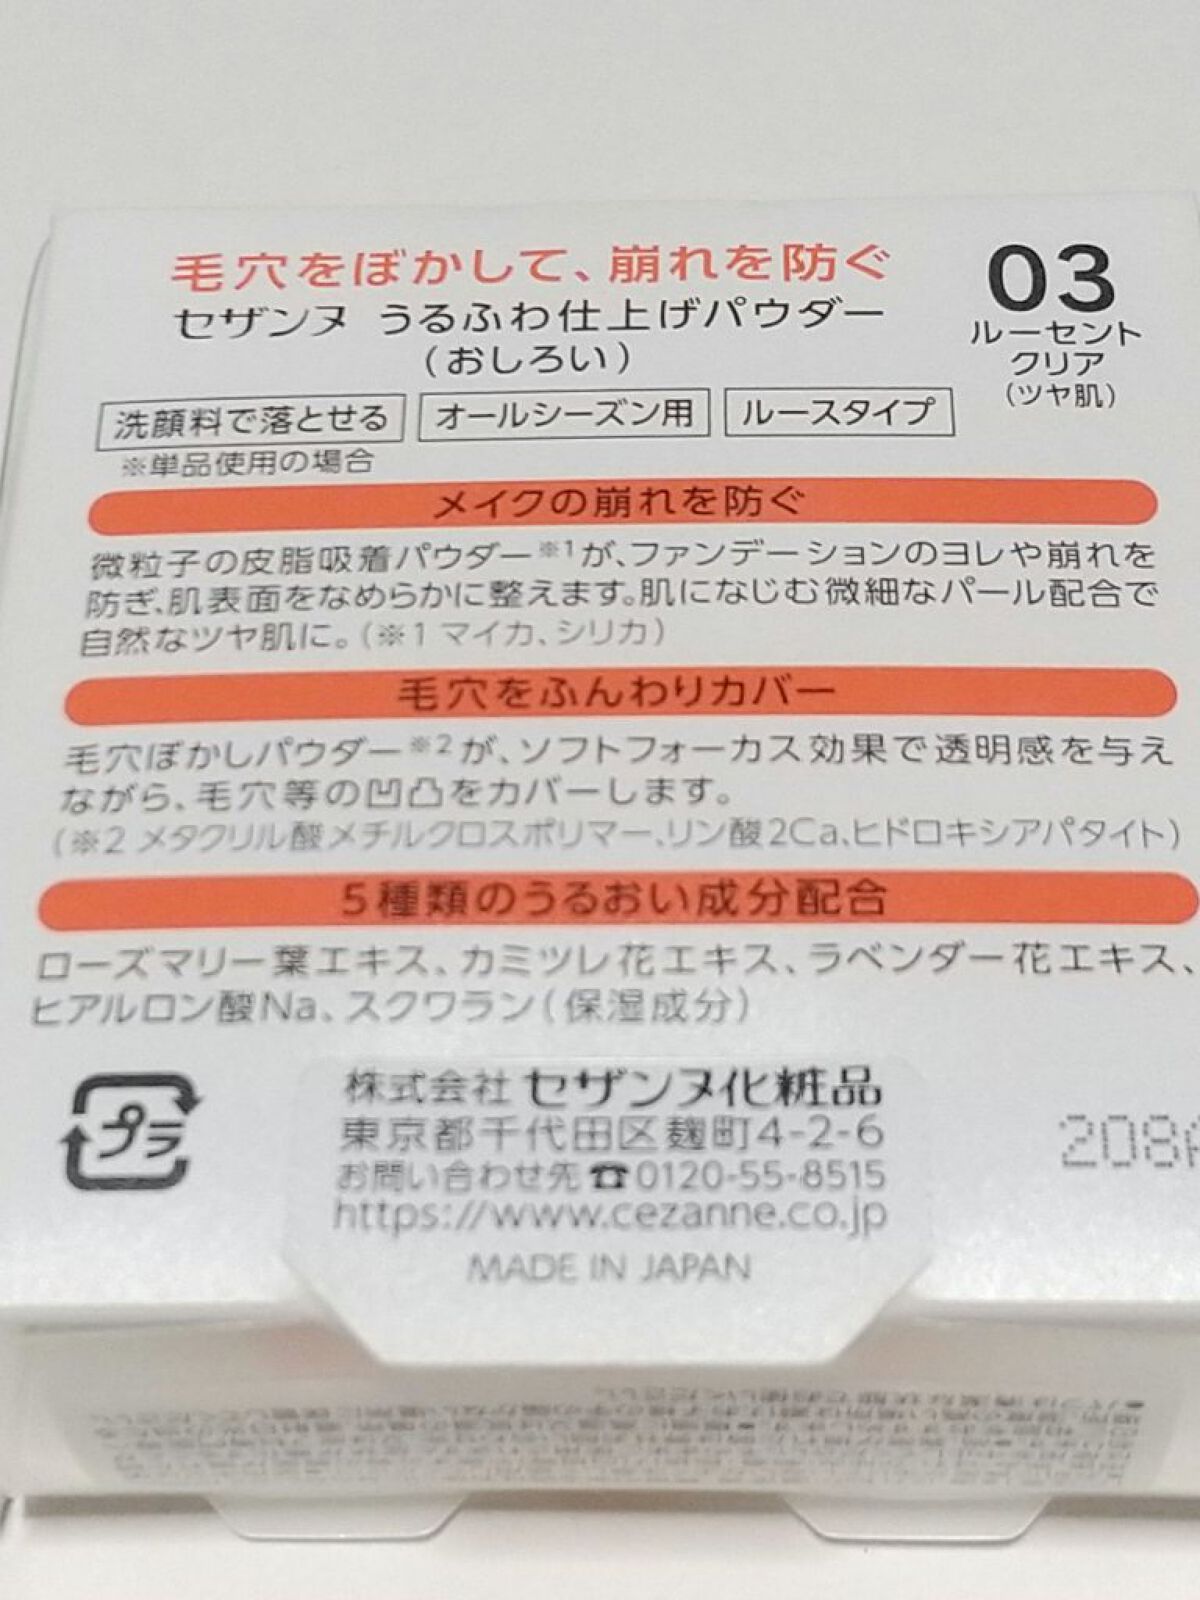 毛穴をぼかして、崩れを防ぐ
セザンヌ うるふわ仕上げパウダー
(おしろい)
03
ルーセント
クリア
(ツヤ肌)
洗顔料で落とせる オールシーズン用 ルースタイプ
※単品使用の場合
メイクの崩れを防ぐ
微粒子の皮脂吸着パウダー※1が、ファンデーションのヨレや崩れを
防ぎ、肌表面をなめらかに整えます。肌になじむ微細なパール配合で
自然なツヤ肌に。(※1 マイカ、シリカ)
毛穴をふんわりカバー
毛穴ぼかしパウダー※2が、ソフトフォーカス効果で透明感を与え
ながら、毛穴等の凹凸をカバーします。
(※2 メタクリル酸メチルクロスポリマー、リン酸2Ca、ヒドロキシアパタイト)
5種類のうるおい成分配合
ローズマリー葉エキス、カミツレ花エキス、ラベンダー花エキス、
ヒアルロン酸Na、スクワラン(保湿成分)
プラ
株式会社 セザンヌ化粧品
東京都千代田区麹町4-2-6
お問い合わせ先☎0120-55-8515
https://www.cezanne.co.jp
MADE IN JAPAN
208